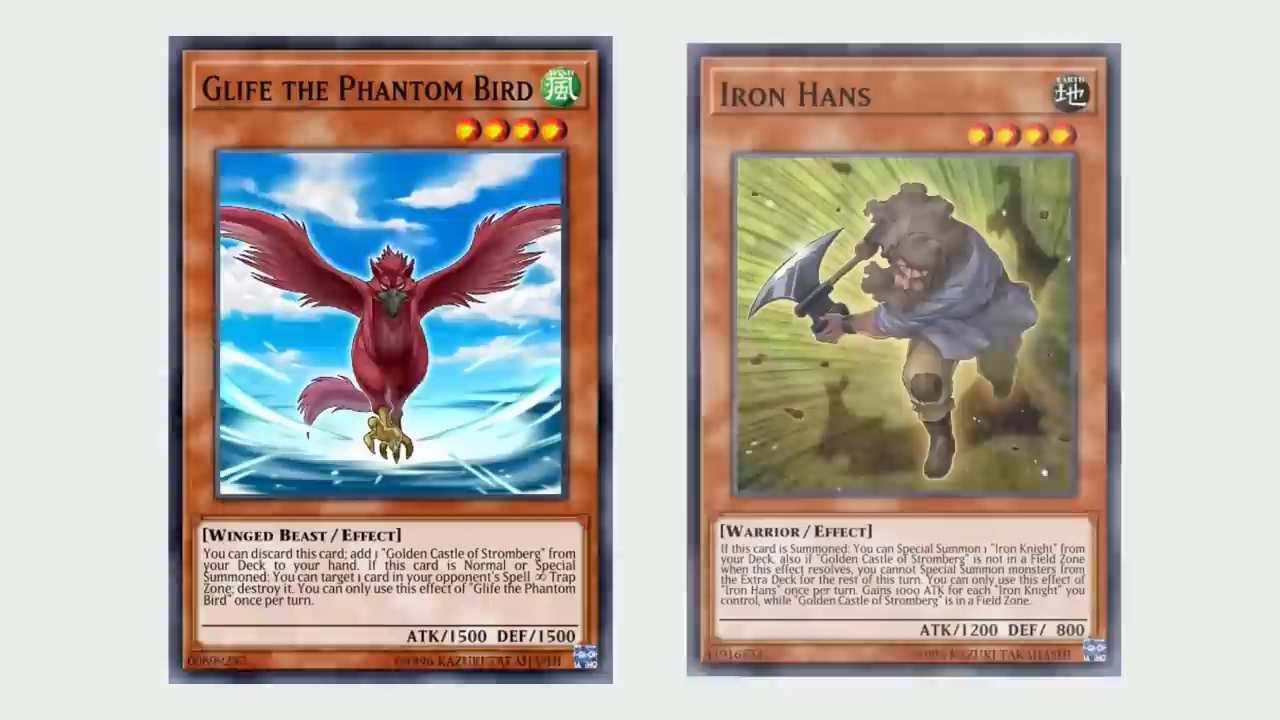 GLIFE THE PHANTOM BIRD
WIND
風
[WINGED BEAST / EFFECT]
You can discard this card; add 1 "Golden Castle of Stromberg" from
your Deck to your hand. If this card is Normal or Special
Summoned: You can target 1 card in your opponent's Spell & Trap
Zone; destroy it. You can only use this effect of "Glife the Phantom
Bird" once per turn.
ATK/1500 DEF/1500
©1996 KAZUKI TAKAHASHI
IRON HANS
EARTH
地
[WARRIOR / EFFECT]
If this card is Summoned: You can Special Summon 1 "Iron Knight" from
your Deck, also if "Golden Castle of Stromberg" is not in a Field Zone
when this effect resolves, you cannot Special Summon monsters from
the Extra Deck for the rest of this turn. You can only use this effect of
"Iron Hans" once per turn. Gains 1000 ATK for each "Iron Knight" you
control, while "Golden Castle of Stromberg" is in a Field Zone.
ATK/1200 DEF/ 800
KAZUKI TAKAHASHI